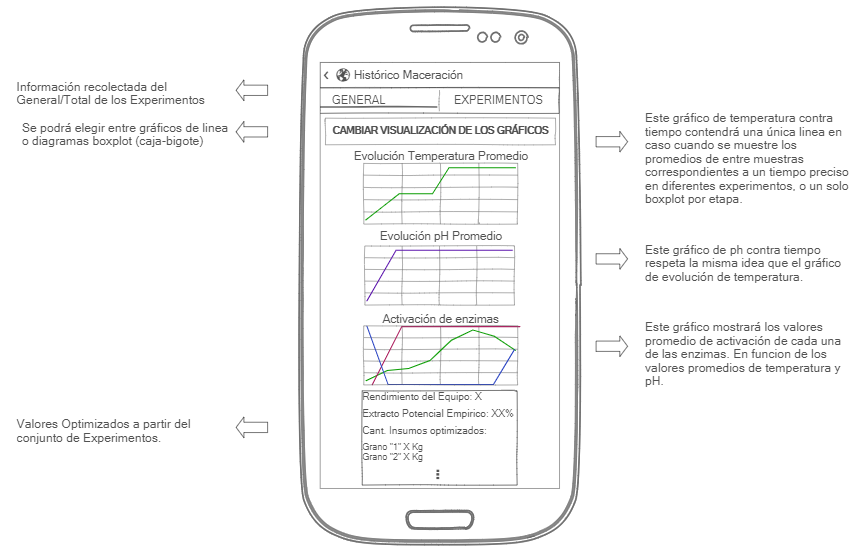 Información recolectada del
General/Total de los Experimentos
Se podrá elegir entre gráficos de linea
o diagramas boxplot (caja-bigote)
Valores Optimizados a partir del
conjunto de Experimentos.
‹ Histórico Maceración
GENERAL EXPERIMENTOS
CAMBIAR VISUALIZACIÓN DE LOS GRÁFICOS
Evolución Temperatura Promedio
Evolución pH Promedio
Activación de enzimas
Rendimiento del Equipo: X
Extracto Potencial Empirico: XX%
Cant. Insumos optimizados:
Grano "1" X Kg
Grano "2" X Kg
Este gráfico de temperatura contra
tiempo contendrá una única linea en
caso cuando se muestre los
promedios de entre muestras
correspondientes a un tiempo preciso
en diferentes experimentos, o un solo
boxplot por etapa.
Este gráfico de ph contra tiempo
respeta la misma idea que el gráfico
de evolución de temperatura.
Este gráfico mostrará los valores
promedio de activación de cada una
de las enzimas. En funcion de los
valores promedios de temperatura y
pH.